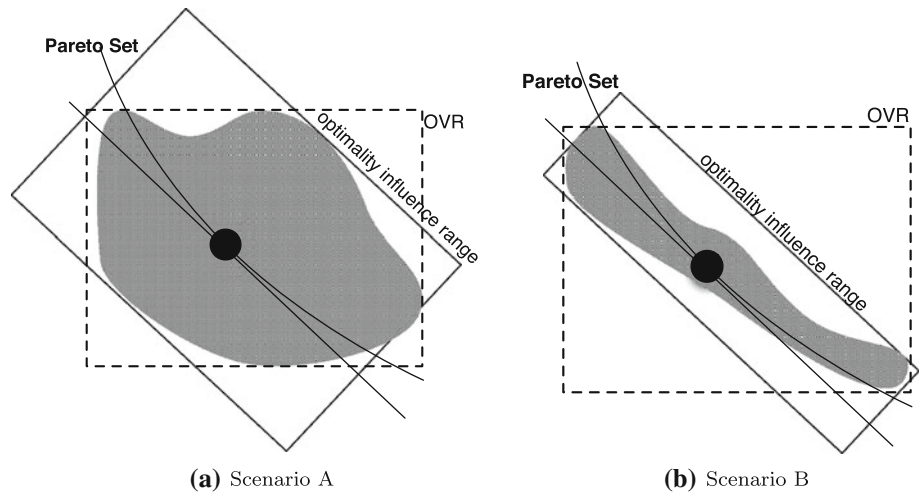 Pareto Set
OVR
optimality influence range
(a) Scenario A
Pareto Set
OVR
optimality influence range
(b) Scenario B